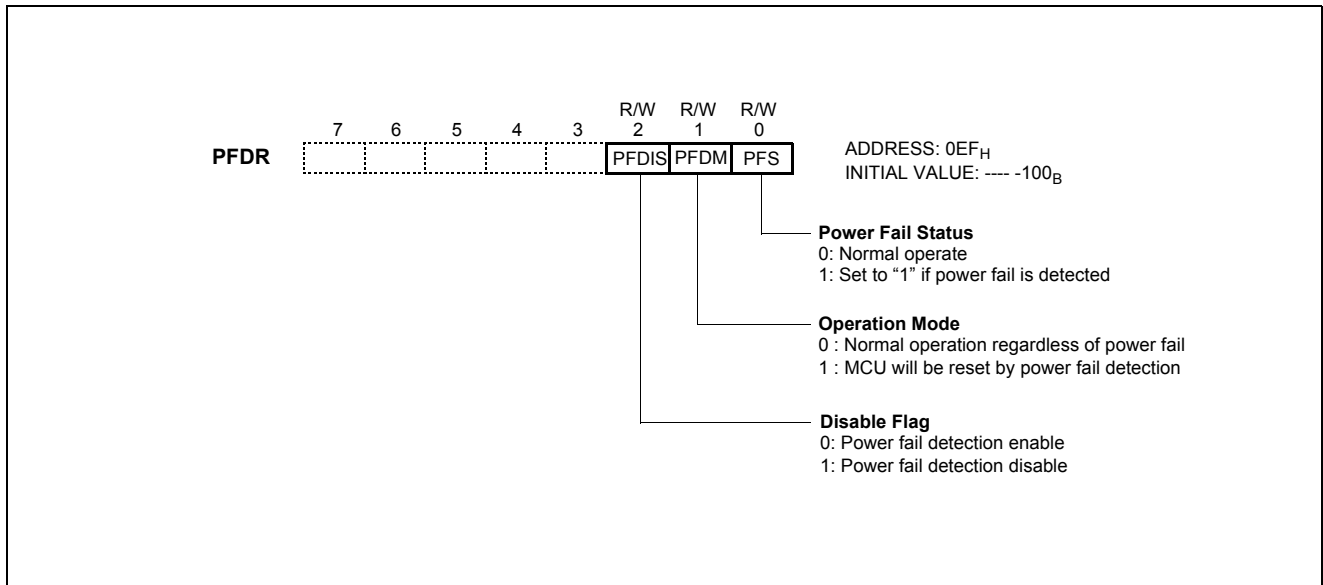 R/W R/W R/W
7 6 5 4 3 2 1 0
PFDR PFDIS PFDM PFS
ADDRESS: 0EFH
INITIAL VALUE: ---- -100B
Power Fail Status
0: Normal operate
1: Set to “1” if power fail is detected
Operation Mode
0 : Normal operation regardless of power fail
1 : MCU will be reset by power fail detection
Disable Flag
0: Power fail detection enable
1: Power fail detection disable